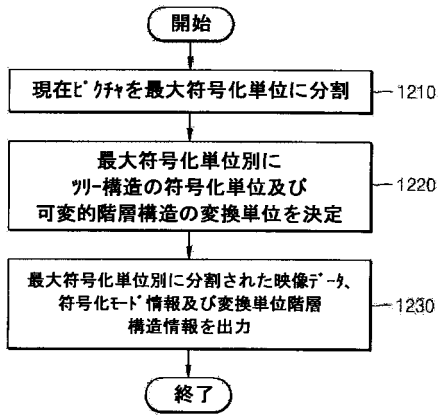 開始
現在ﾋﾟｸﾁｬを最大符号化単位に分割
1210
最大符号化単位別に
ﾂﾘｰ構造の符号化単位及び
可変的階層構造の変換単位を決定
1220
最大符号化単位別に分割された映像ﾃﾞｰﾀ、
符号化ﾓｰﾄﾞ情報及び変換単位階層
構造情報を出力
1230
終了